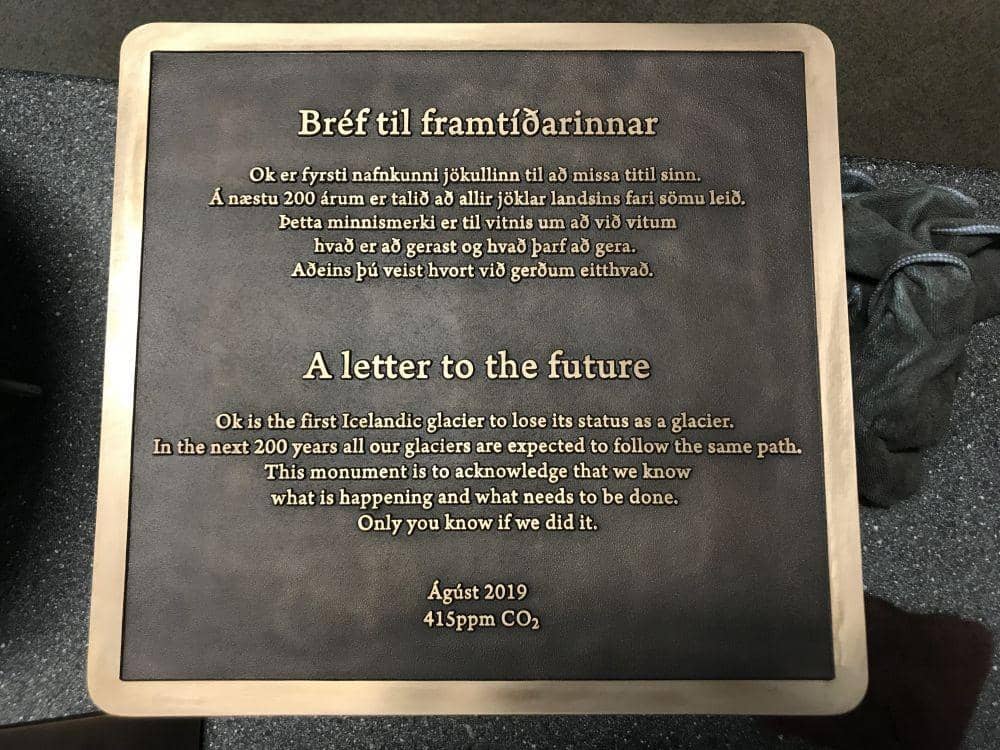 Bréf til framtíðarinnar
Ok er fyrsti nafnkunni jökullinn til að missa titil sinn.
Á næstu 200 árum er talið að allir jöklar landsins fari sömu leið.
Þetta minnismerki er til vitnis um að við vitum
hvað er að gerast og hvað þarf að gera.
Aðeins þú veist hvort við gerðum eitthvað.
A letter to the future
Ok is the first Icelandic glacier to lose its status as a glacier.
In the next 200 years all our glaciers are expected to follow the same path.
This monument is to acknowledge that we know
what is happening and what needs to be done.
Only you know if we did it.
Ágúst 2019
415ppm CO₂